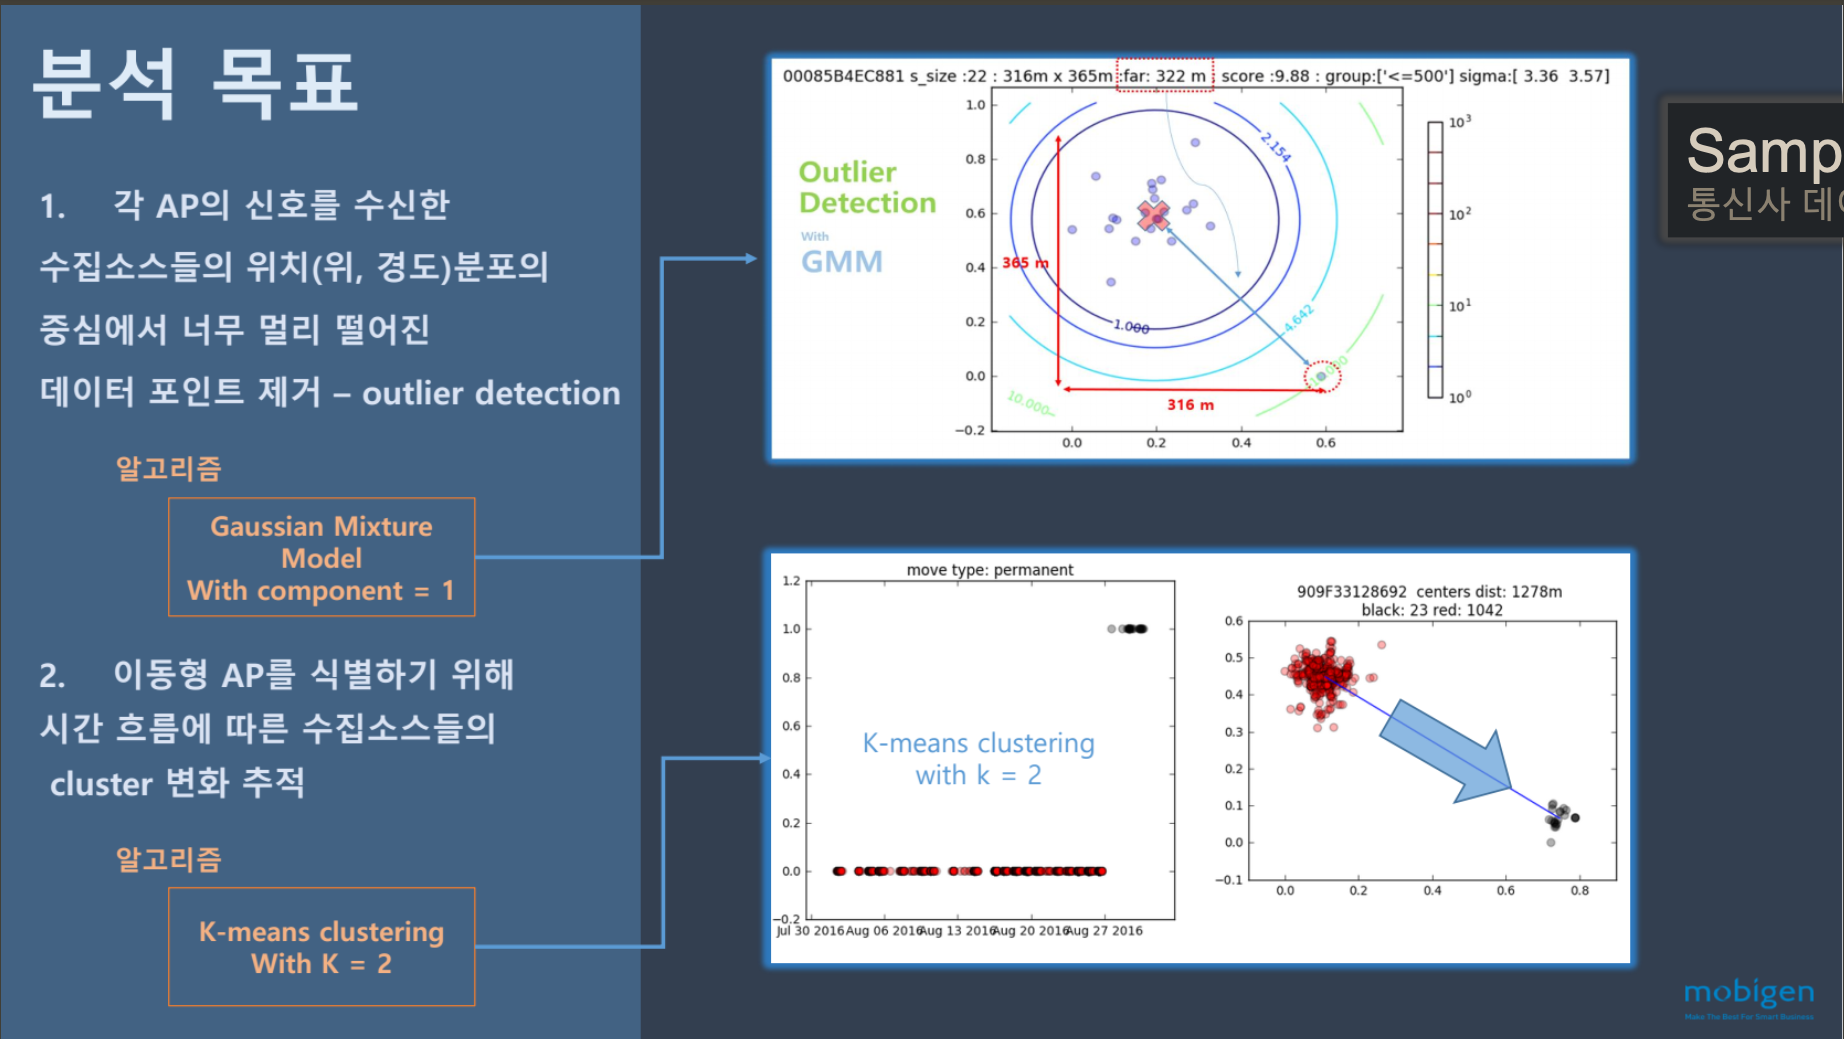 분석 목표
1. 각 AP의 신호를 수신한
수집소스들의 위치(위, 경도)분포의
중심에서 너무 멀리 떨어진
데이터 포인트 제거 – outlier detection
알고리즘
Gaussian Mixture
Model
With component = 1
2. 이동형 AP를 식별하기 위해
시간 흐름에 따른 수집소스들의
cluster 변화 추적
알고리즘
K-means clustering
With K = 2
00085B4EC881 s_size :22 : 316m x 365m :far: 322 m , score :9.88 : group:['<=500'] sigma:[ 3.36 3.57]
Outlier
Detection
With
GMM
1.0
0.8
0.6
0.4
0.2
0.0
−0.2
0.0 0.2 0.4 0.6
365 m
316 m
2.154
1.000
4.642
10.000
10.000
10³
10²
10¹
10⁰
move type: permanent
1.2
1.0
0.8
0.6
0.4
0.2
0.0
−0.2
Jul 30 2016 Aug 06 2016 Aug 13 2016 Aug 20 2016 Aug 27 2016
K-means clustering
with k = 2
909F33128692 centers dist: 1278m
black: 23 red: 1042
0.6
0.5
0.4
0.3
0.2
0.1
0.0
−0.1
0.0 0.2 0.4 0.6 0.8
Samp
통신사 데
mobigen
Make The Best For Smart Business